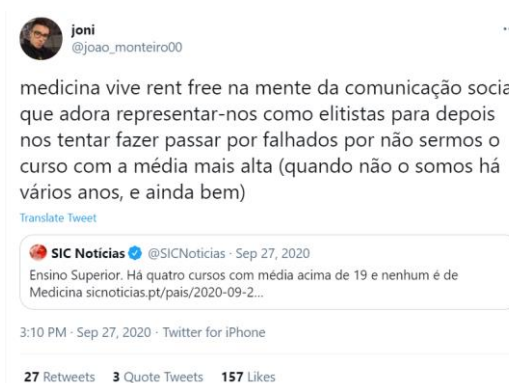 joni
@joao_monteiro00
medicina vive rent free na mente da comunicação socia
que adora representar-nos como elitistas para depois
nos tentar fazer passar por falhados por não sermos o
curso com a média mais alta (quando não o somos há
vários anos, e ainda bem)
Translate Tweet
SIC Notícias @SICNoticias · Sep 27, 2020
Ensino Superior. Há quatro cursos com média acima de 19 e nenhum é de
Medicina sicnoticias.pt/pais/2020-09-2...
3:10 PM · Sep 27, 2020 · Twitter for iPhone
27 Retweets 3 Quote Tweets 157 Likes